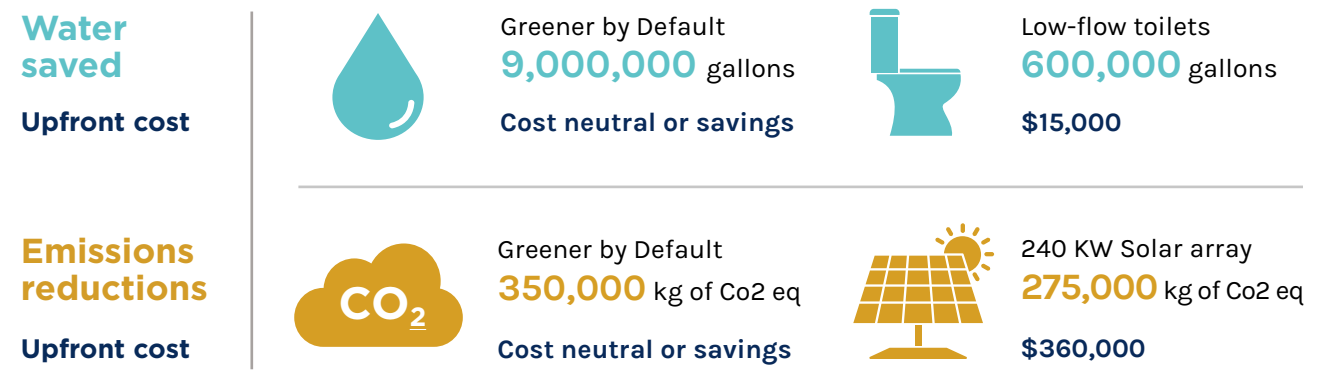 Water
saved
Upfront cost
Greener by Default
9,000,000 gallons
Cost neutral or savings
Low-flow toilets
600,000 gallons
$15,000
Emissions
reductions
Upfront cost
CO2
Greener by Default
350,000 kg of Co2 eq
Cost neutral or savings
240 KW Solar array
275,000 kg of Co2 eq
$360,000